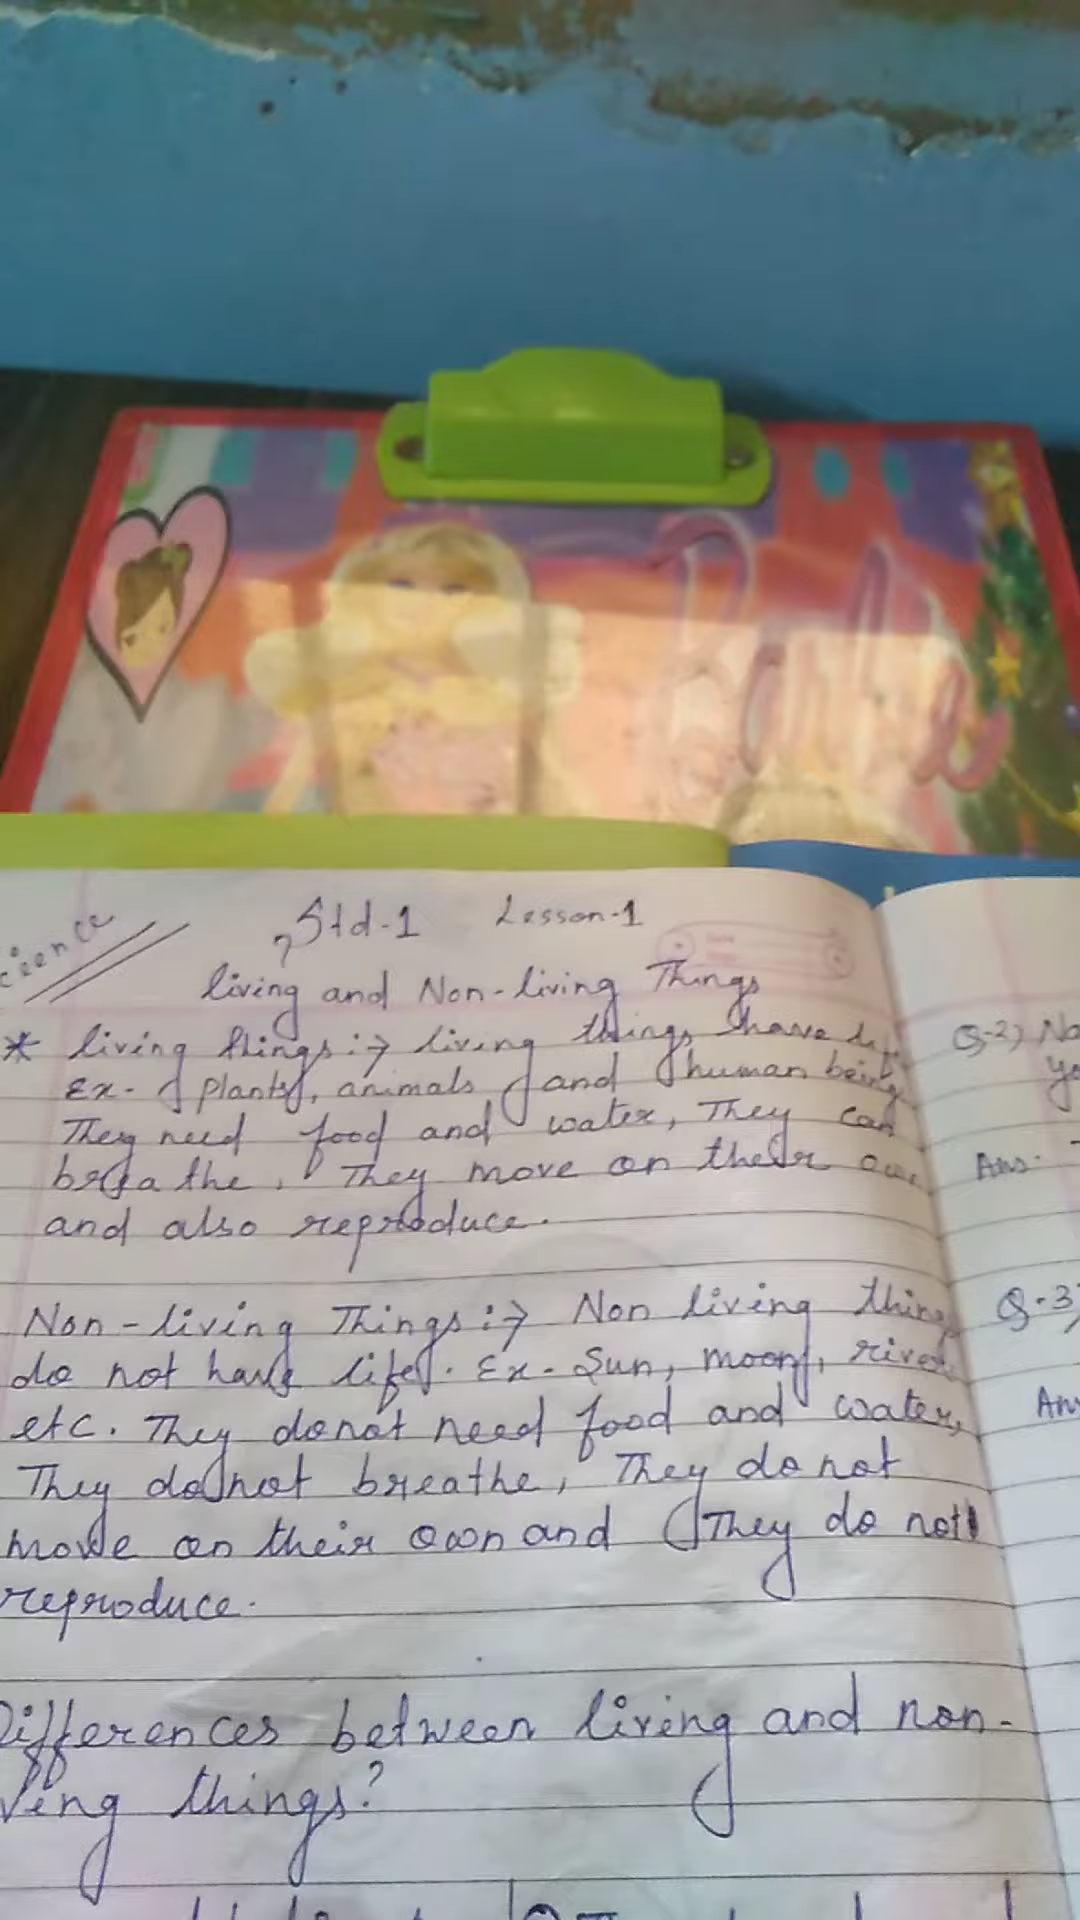 Barbie
Std-1 Lesson-1
living and Non-living Things
* living things :→ living things have
Ex- plants, animals and human being
They need food and water, They can
breathe, They move on their own
and also reproduce.
Non-living Things :→ Non living things
do not have life. Ex- Sun, moon, river,
etc. They donot need food and water,
They donot breathe, They do not
move on their own and They do not
reproduce.
Differences between living and non-
things?
Q-2) 
Ans.
Q-3)
Ans